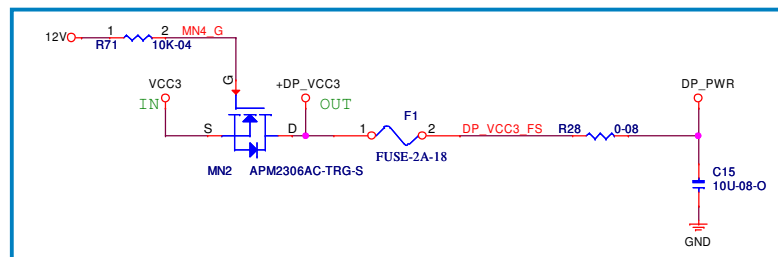 12V
1
2
MN4_G
R71
10K-04
VCC3
IN
G
+DP_VCC3
OUT
S
D
MN2
APM2306AC-TRG-S
F1
1
2
FUSE-2A-18
DP_VCC3_FS
R28
0-08
DP_PWR
C15
10U-08-O
GND